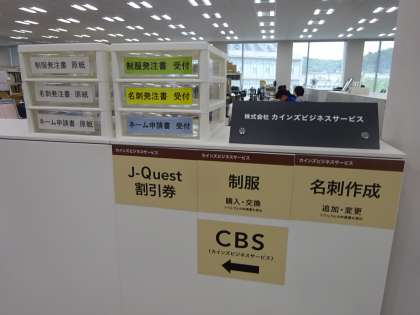 制服発注書 原紙
名刺発注書 原紙
ネーム申請書 原紙
制服発注書 受付
名刺発注書 受付
ネーム申請書 受付
株式会社 カインズビジネスサービス
カインズビジネスサービス
J-Quest
割引券
カインズビジネスサービス
制服
購入・交換
カインズビジネスサービス
名刺作成
追加・変更
CBS
(カインズビジネスサービス)